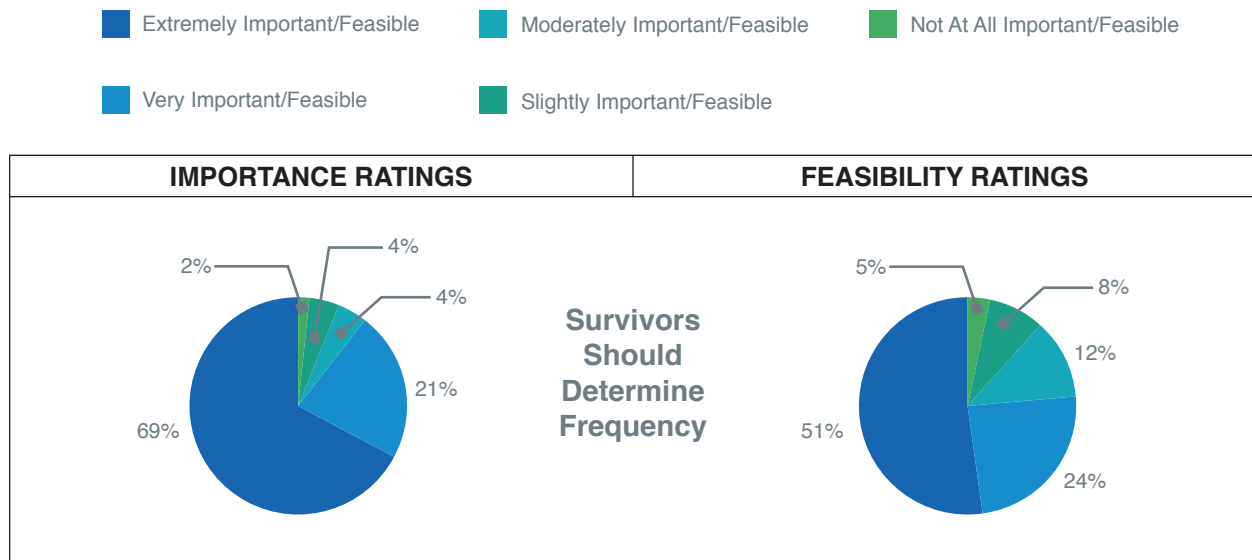 Extremely Important/Feasible
Moderately Important/Feasible
Not At All Important/Feasible
Very Important/Feasible
Slightly Important/Feasible
IMPORTANCE RATINGS
FEASIBILITY RATINGS
2%
4%
4%
21%
69%
Survivors
Should
Determine
Frequency
5%
8%
12%
24%
51%